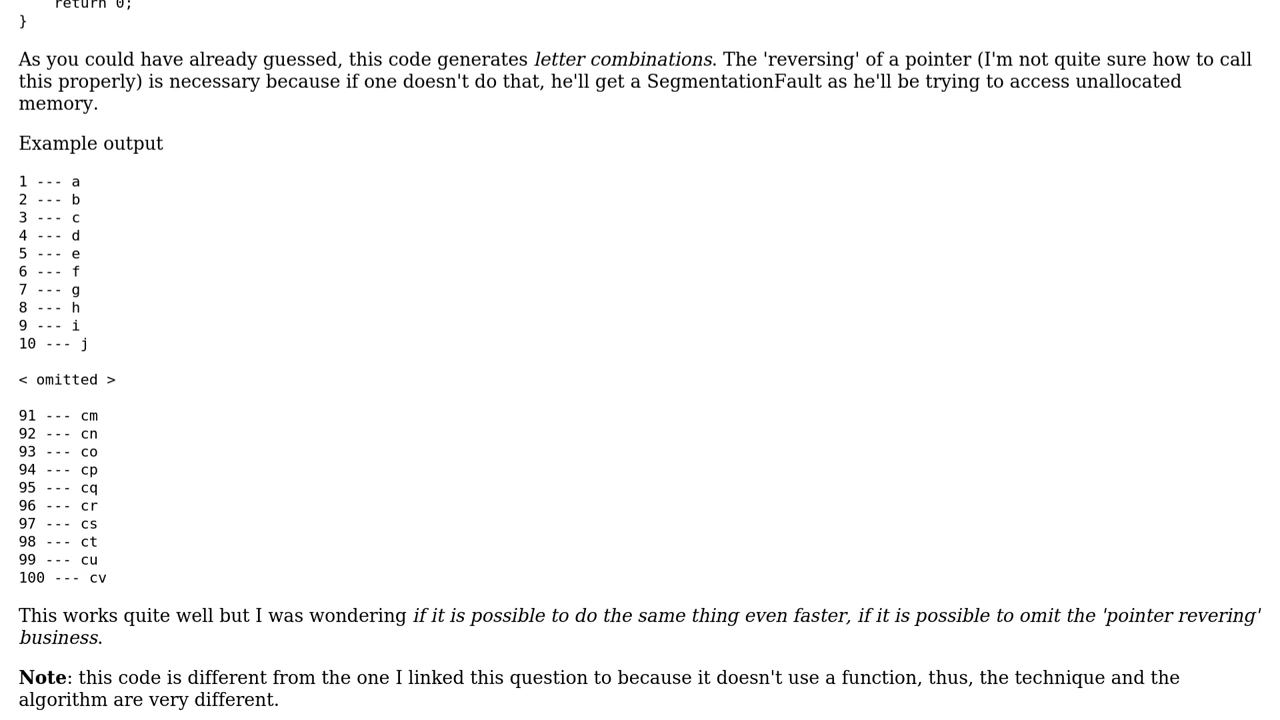 return 0;
}
As you could have already guessed, this code generates letter combinations. The 'reversing' of a pointer (I'm not quite sure how to call
this properly) is necessary because if one doesn't do that, he'll get a SegmentationFault as he'll be trying to access unallocated
memory.
Example output
1 --- a
2 --- b
3 --- c
4 --- d
5 --- e
6 --- f
7 --- g
8 --- h
9 --- i
10 --- j
< omitted >
91 --- cm
92 --- cn
93 --- co
94 --- cp
95 --- cq
96 --- cr
97 --- cs
98 --- ct
99 --- cu
100 --- cv
This works quite well but I was wondering if it is possible to do the same thing even faster, if it is possible to omit the 'pointer revering'
business.
Note: this code is different from the one I linked this question to because it doesn't use a function, thus, the technique and the
algorithm are very different.